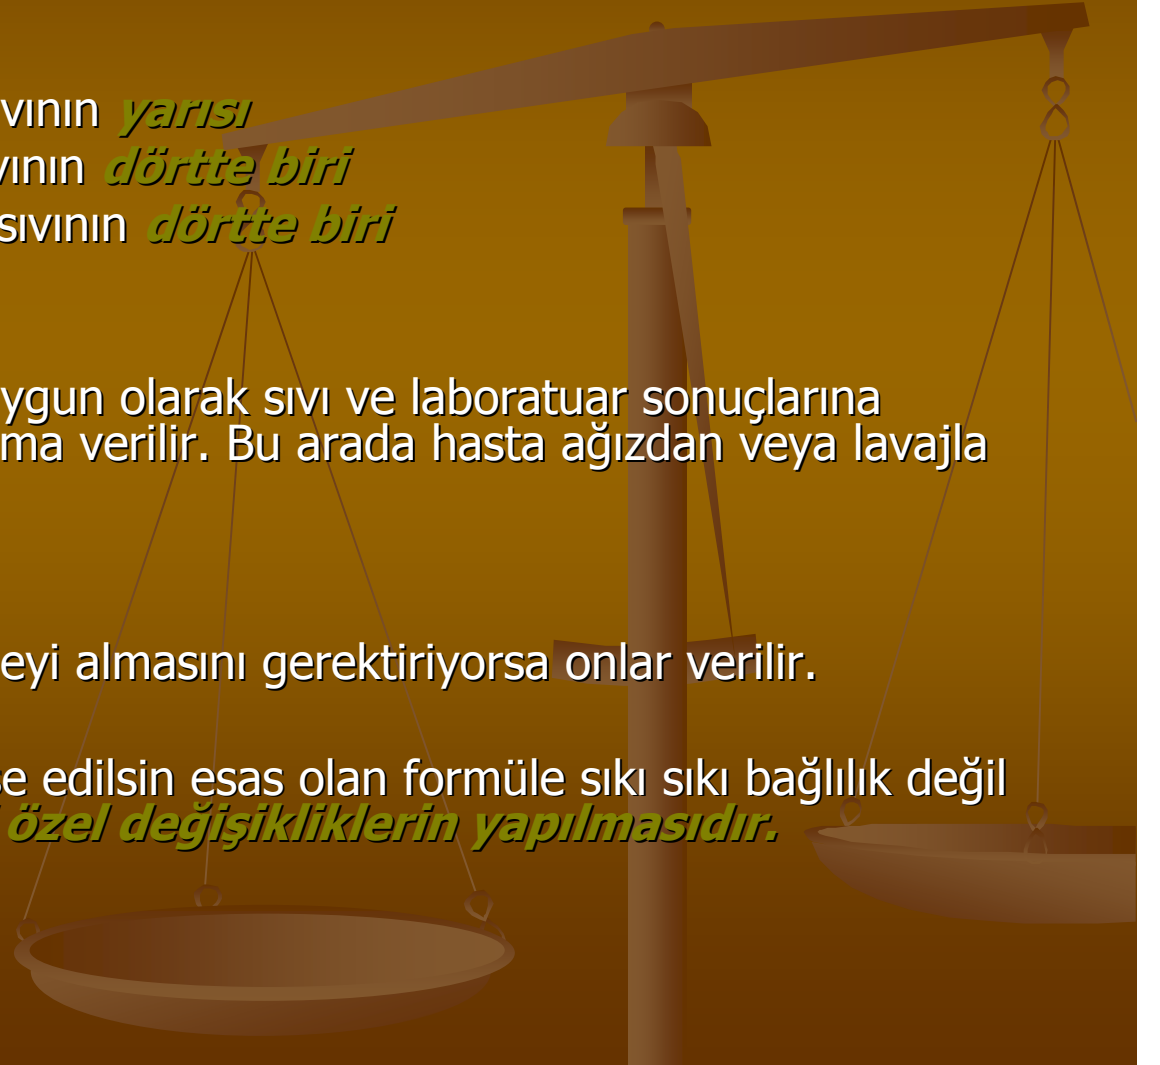 vının yarısı
vının dörtte biri
sıvının dörtte biri
ygun olarak sıvı ve laboratuar sonuçlarına
ma verilir. Bu arada hasta ağızdan veya lavajla
eyi almasını gerektiriyorsa onlar verilir.
se edilsin esas olan formüle sıkı sıkı bağlılık değil
özel değişikliklerin yapılmasıdır.